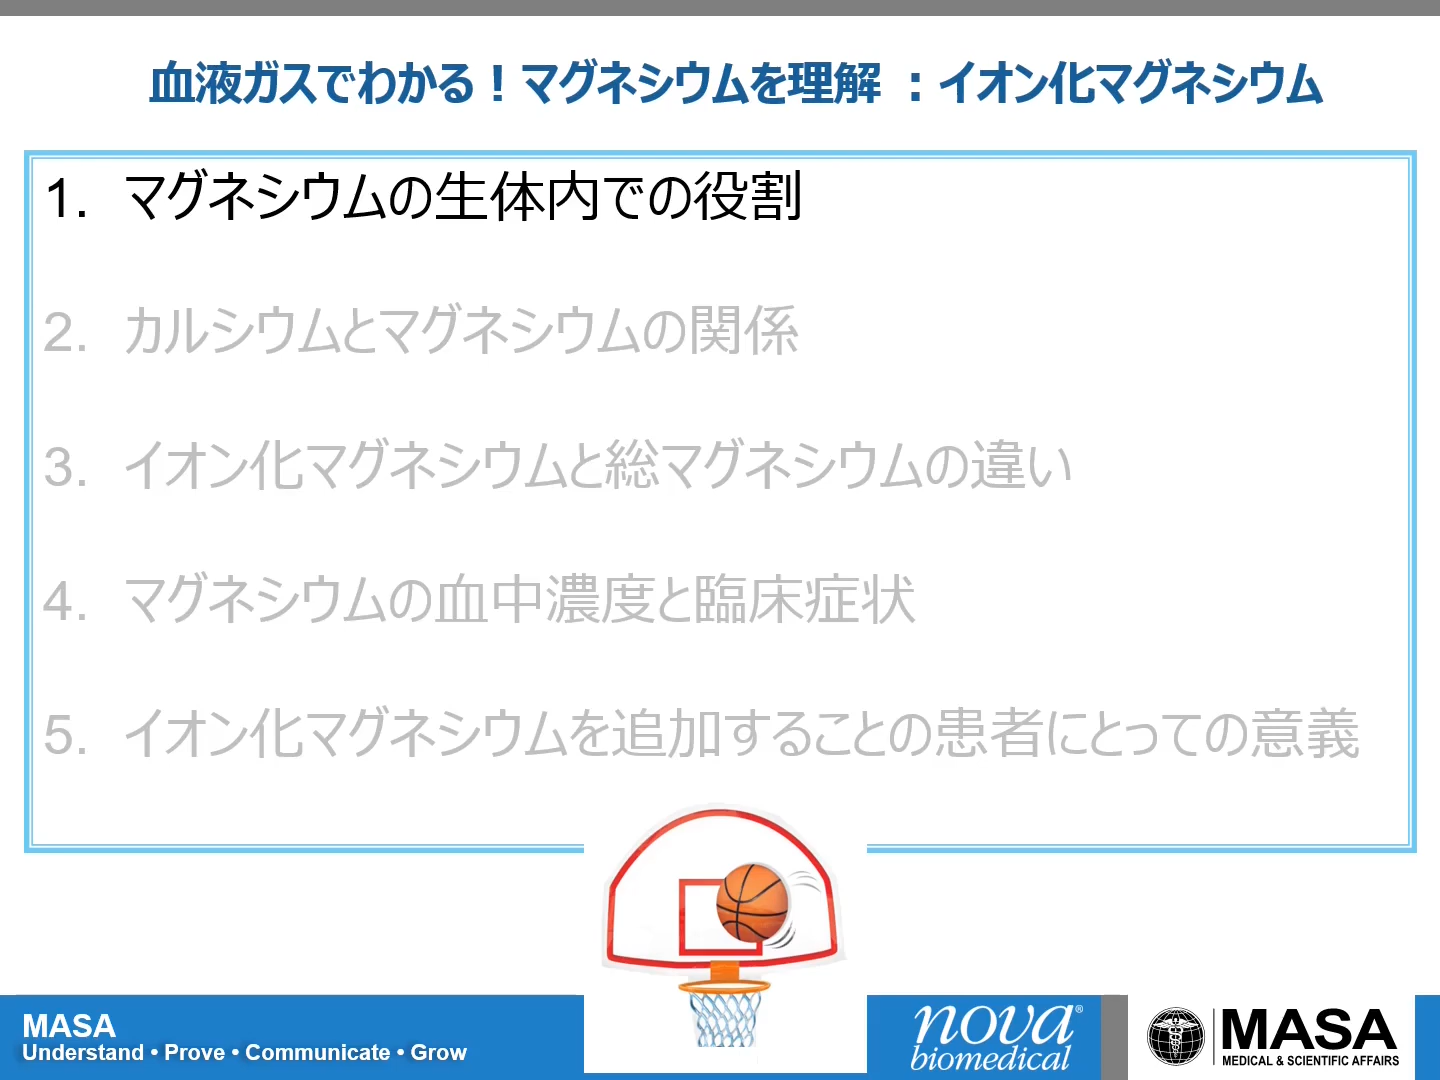 血液ガスでわかる！マグネシウムを理解 ：イオン化マグネシウム
1. マグネシウムの生体内での役割
2. カルシウムとマグネシウムの関係
3. イオン化マグネシウムと総マグネシウムの違い
4. マグネシウムの血中濃度と臨床症状
5. イオン化マグネシウムを追加することの患者にとっての意義
MASA
Understand • Prove • Communicate • Grow
nova®
biomedical
MASA
MEDICAL & SCIENTIFIC AFFAIRS